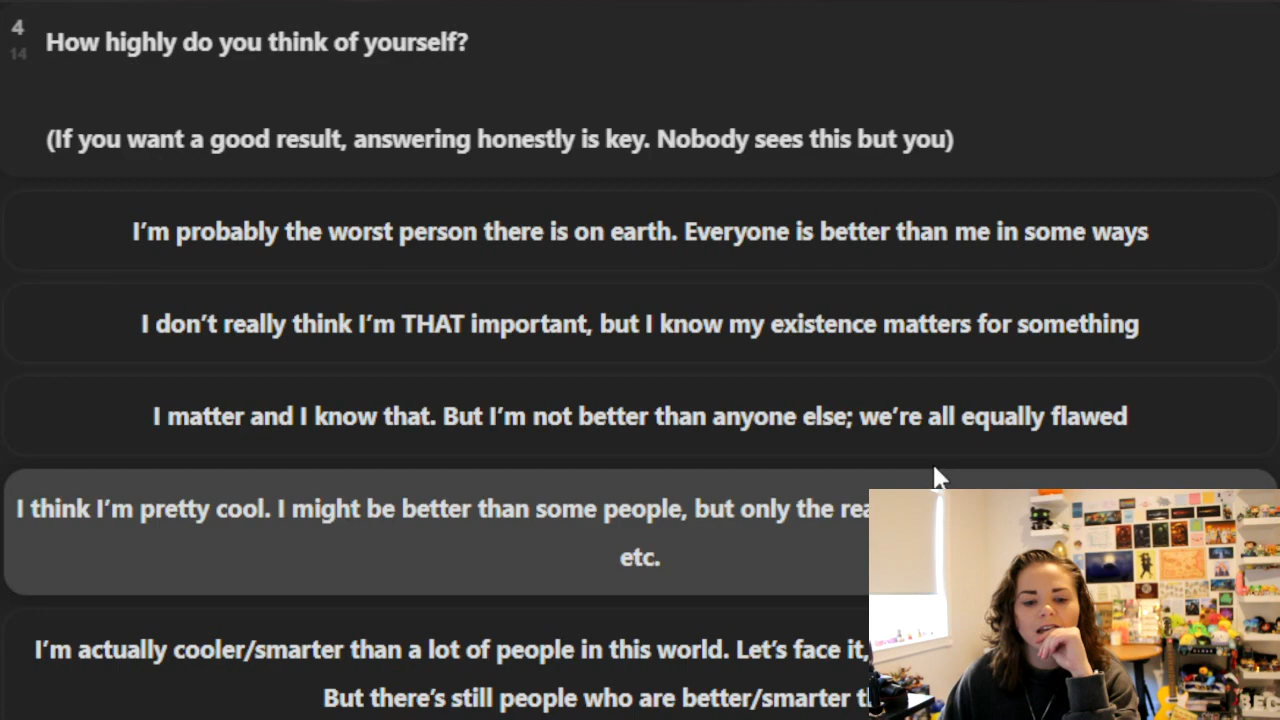 4
14
How highly do you think of yourself?
(If you want a good result, answering honestly is key. Nobody sees this but you)
I’m probably the worst person there is on earth. Everyone is better than me in some ways
I don’t really think I’m THAT important, but I know my existence matters for something
I matter and I know that. But I’m not better than anyone else; we’re all equally flawed
I think I’m pretty cool. I might be better than some people, but only the
etc.
I’m actually cooler/smarter than a lot of people in this world. Let’s face it,
But there’s still people who are better/smarter